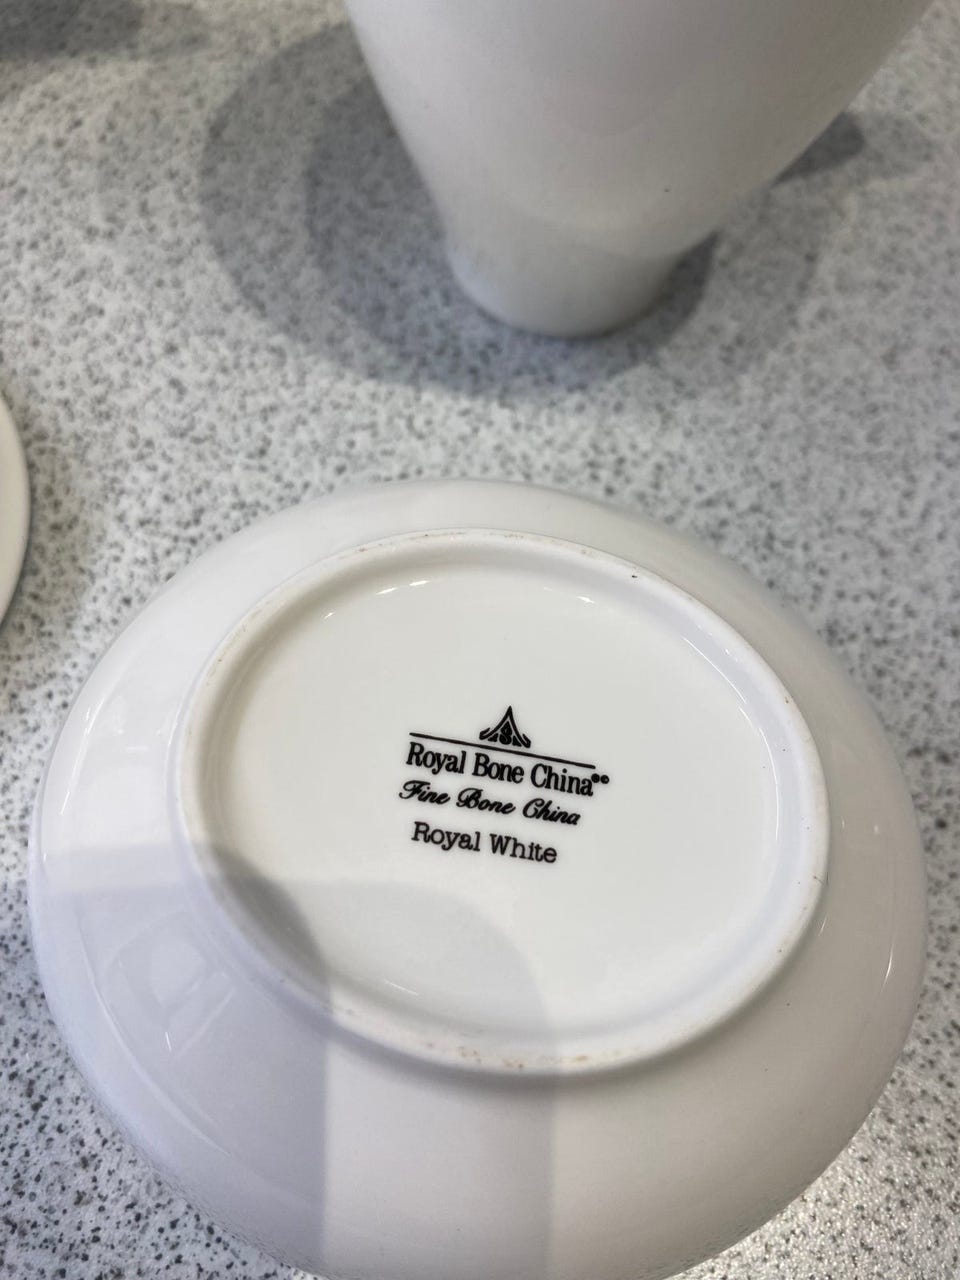 Royal Bone China
Fine Bone China
Royal White